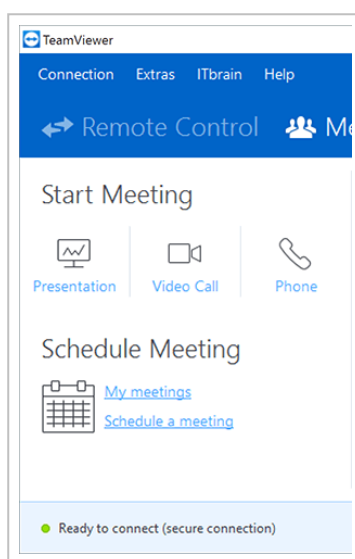 TeamViewer
Connection Extras ITbrain Help
Remote Control
Start Meeting
Presentation Video Call Phone
Schedule Meeting
My meetings
Schedule a meeting
Ready to connect (secure connection)